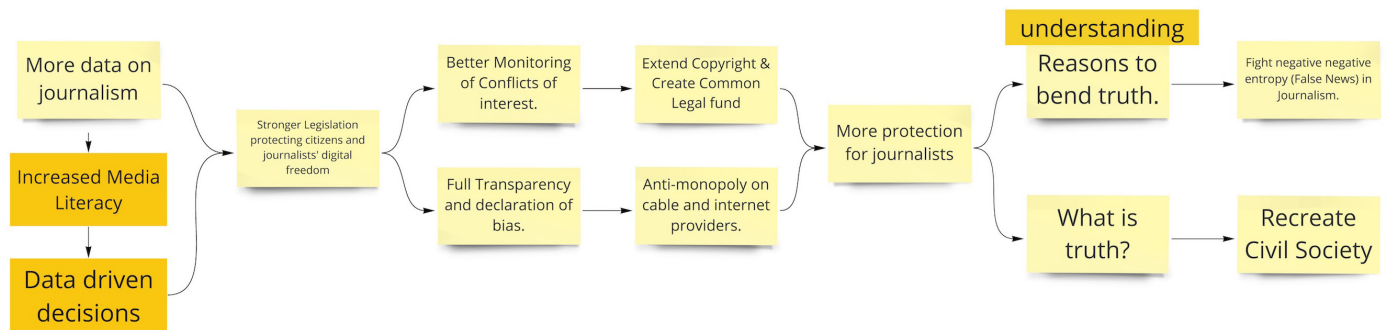 More data on
journalism
Increased Media
Literacy
Data driven
decisions
Stronger Legislation
protecting citizens and
journalists' digital
freedom
Better Monitoring
of Conflicts of
interest.
Extend Copyright &
Create Common
Legal fund
Full Transparency
and declaration of
bias.
Anti-monopoly on
cable and internet
providers.
More protection
for journalists
understanding
Reasons to
bend truth.
Fight negative negative
entropy (False News) in
Journalism.
What is
truth?
Recreate
Civil Society